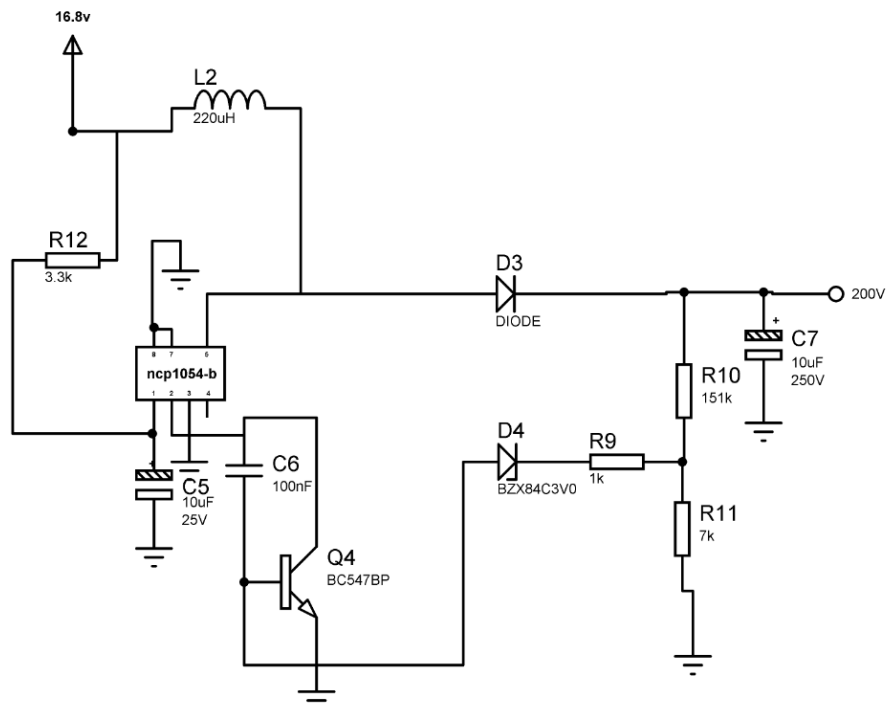 16.8v
L2
220uH
R12
3.3k
D3
DIODE
200V
8 7 5
ncp1054-b
1 2 3 4
+
C7
10uF
250V
R10
151k
D4
BZX84C3V0
R9
1k
C6
100nF
+
C5
10uF
25V
R11
7k
Q4
BC547BP